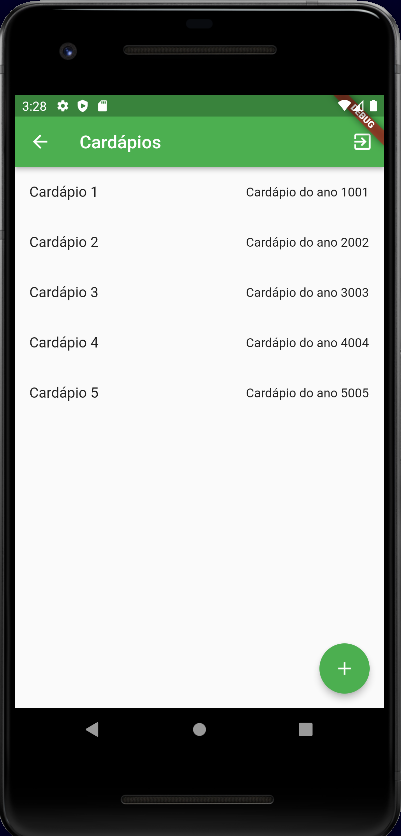 3:28
DEBUG
Cardápios
Cardápio 1 Cardápio do ano 1001
Cardápio 2 Cardápio do ano 2002
Cardápio 3 Cardápio do ano 3003
Cardápio 4 Cardápio do ano 4004
Cardápio 5 Cardápio do ano 5005